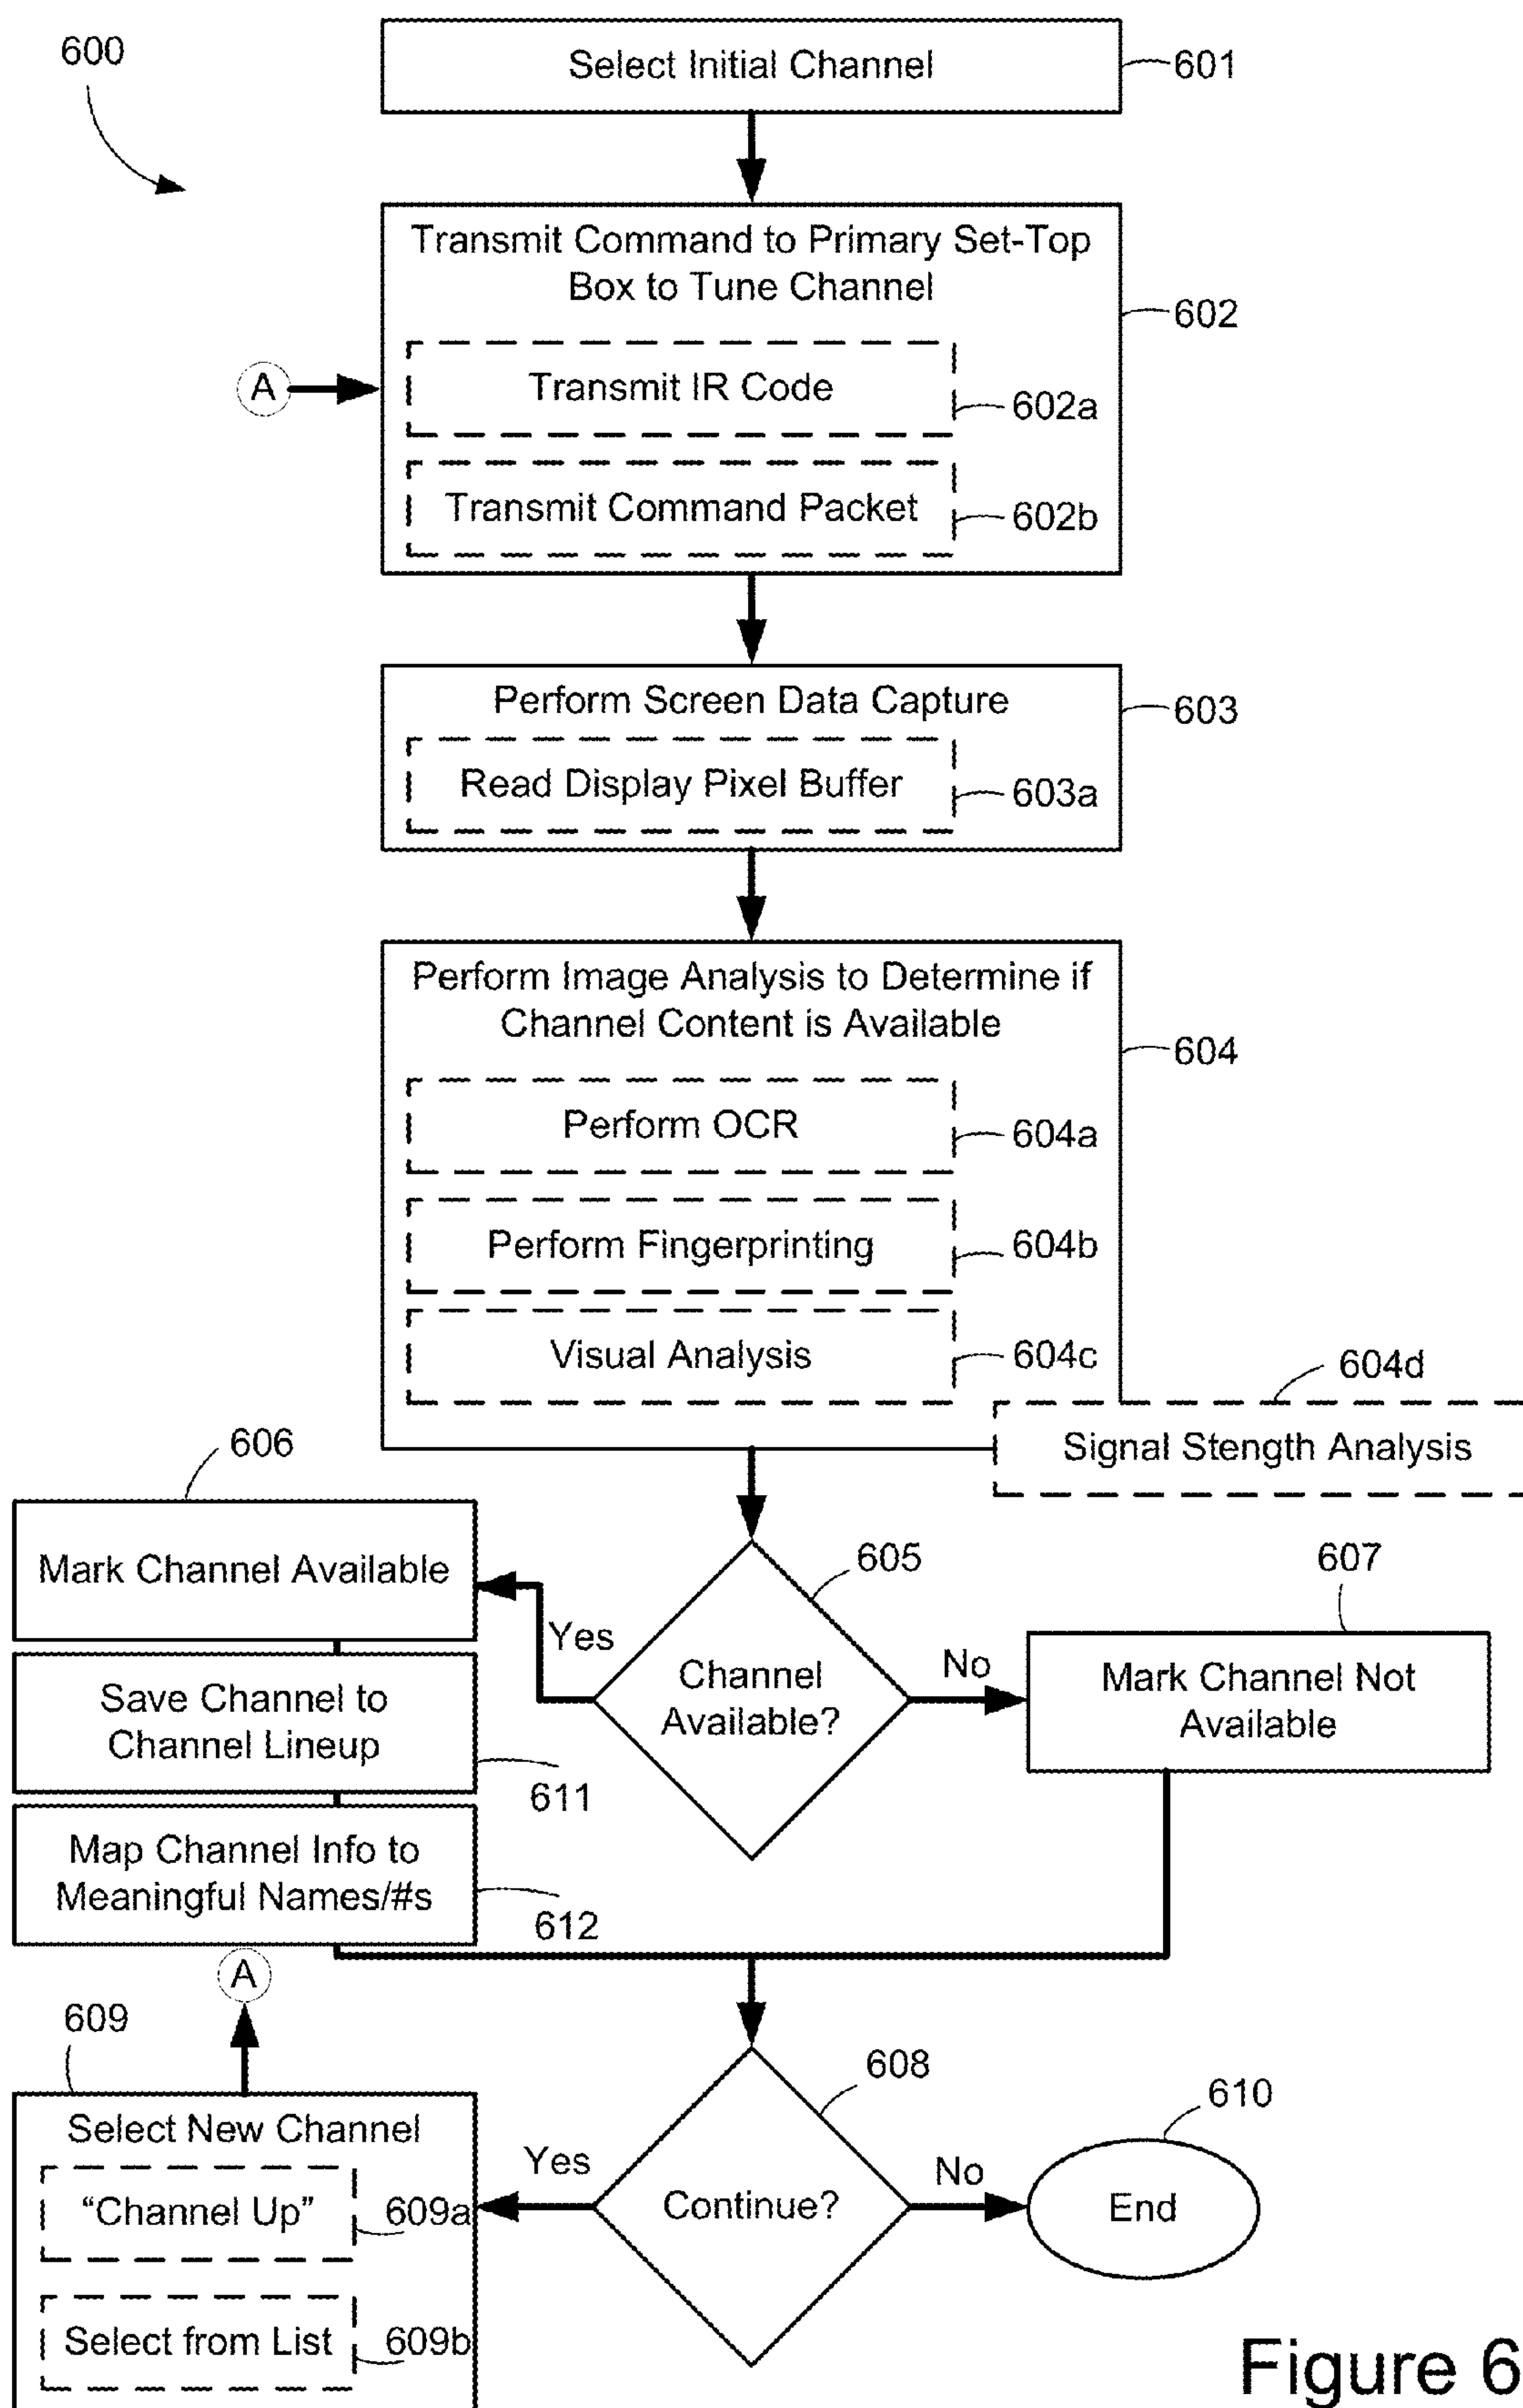 600
Select Initial Channel
601
Transmit Command to Primary Set-Top
Box to Tune Channel
602
A
Transmit IR Code
602a
Transmit Command Packet
602b
Perform Screen Data Capture
603
Read Display Pixel Buffer
603a
Perform Image Analysis to Determine if
Channel Content is Available
604
Perform OCR
604a
Perform Fingerprinting
604b
Visual Analysis
604c
604d
Signal Stength Analysis
606
Mark Channel Available
605
607
Yes
Channel
Available?
No
Mark Channel Not
Available
Save Channel to
Channel Lineup
611
Map Channel Info to
Meaningful Names/#s
612
A
609
608
610
Select New Channel
Yes
Continue?
No
End
“Channel Up”
609a
Select from List
609b
Figure 6